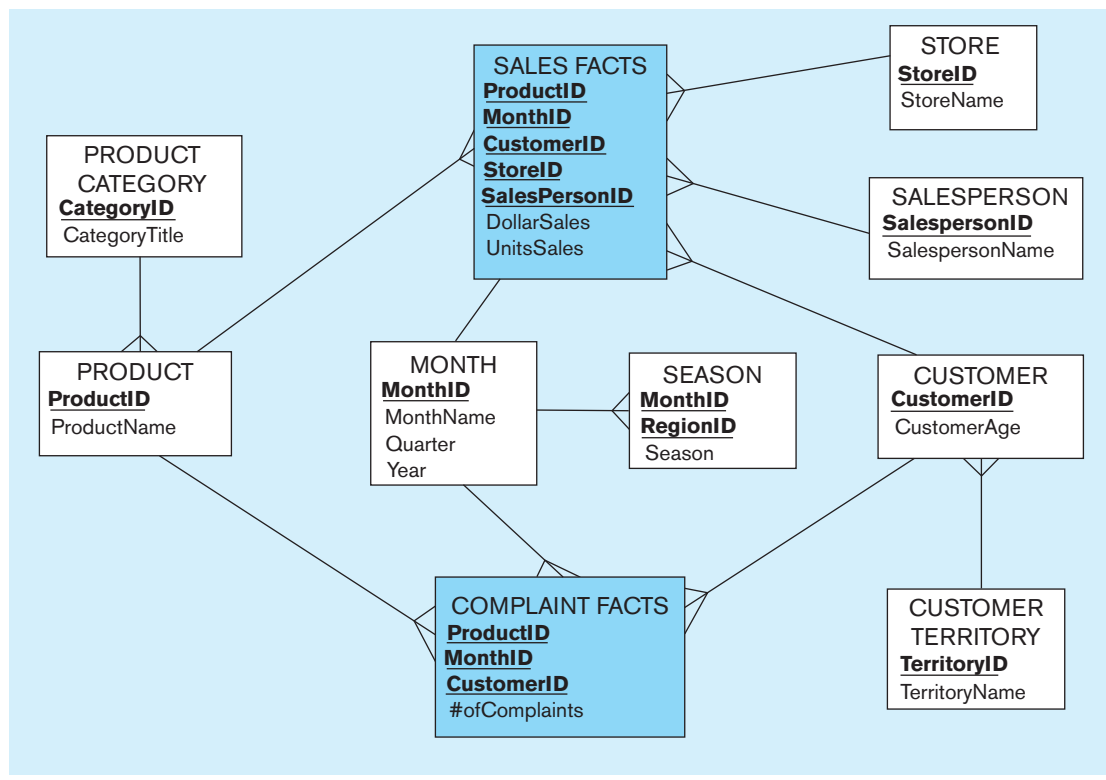 SALES FACTS
ProductID
MonthID
CustomerID
StoreID
SalesPersonID
DollarSales
UnitsSales
STORE
StoreID
StoreName
PRODUCT
CATEGORY
CategoryID
CategoryTitle
SALESPERSON
SalespersonID
SalespersonName
PRODUCT
ProductID
ProductName
MONTH
MonthID
MonthName
Quarter
Year
SEASON
MonthID
RegionID
Season
CUSTOMER
CustomerID
CustomerAge
COMPLAINT FACTS
ProductID
MonthID
CustomerID
#ofComplaints
CUSTOMER
TERRITORY
TerritoryID
TerritoryName